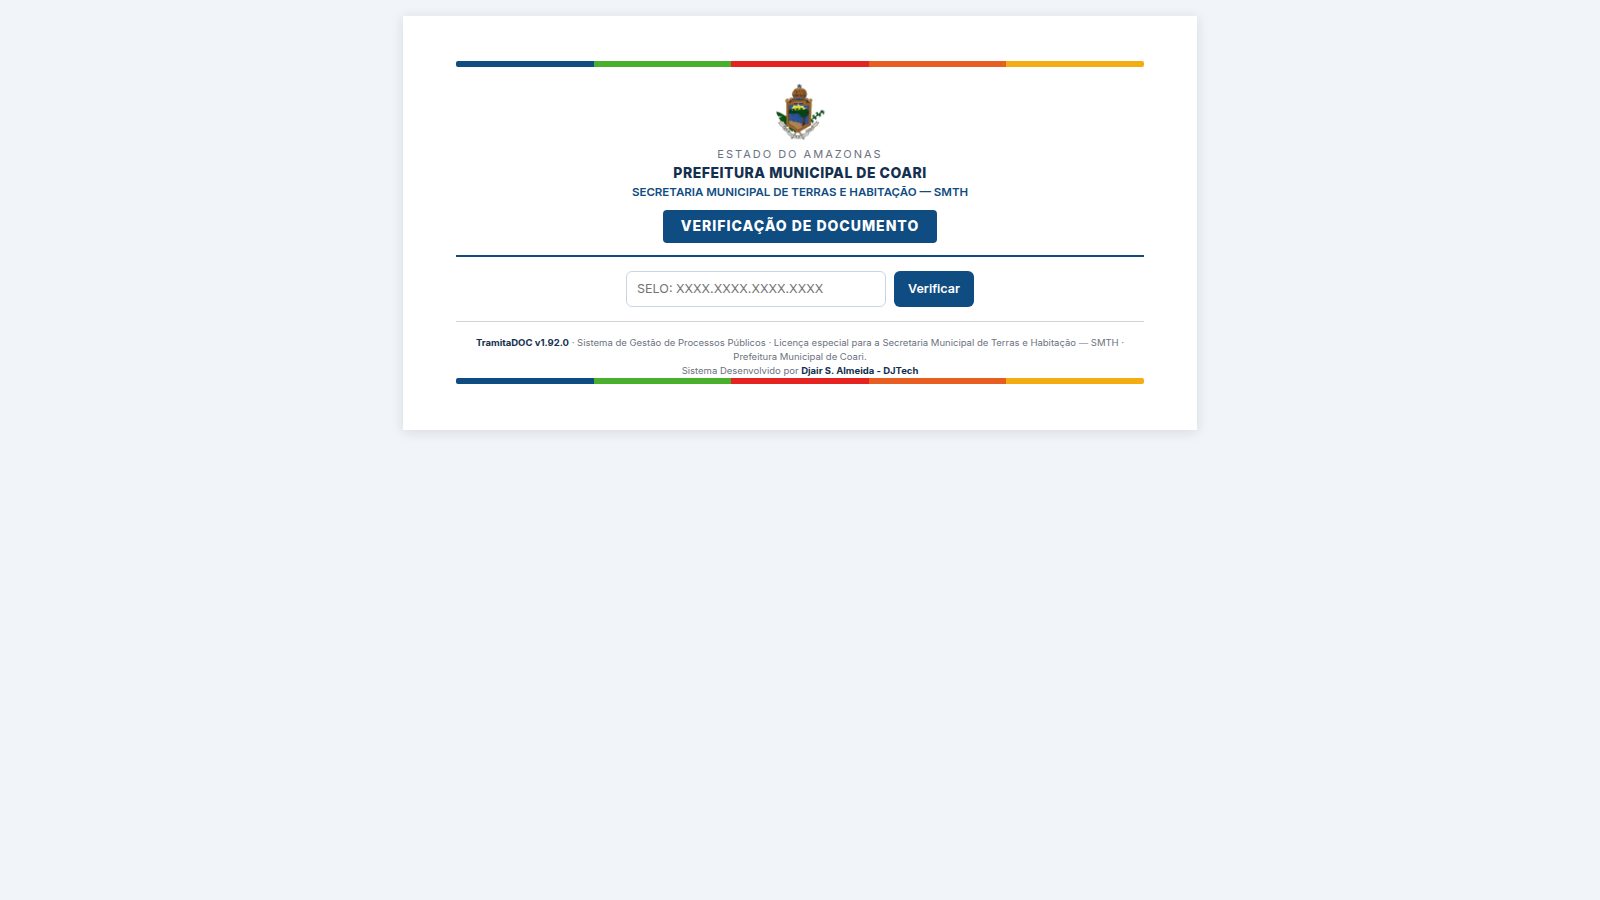 ESTADO DO AMAZONAS
PREFEITURA MUNICIPAL DE COARI
SECRETARIA MUNICIPAL DE TERRAS E HABITAÇÃO — SMTH
VERIFICAÇÃO DE DOCUMENTO
SELO: XXXX.XXXX.XXXX.XXXX
Verificar
TramitaDOC v1.92.0 · Sistema de Gestão de Processos Públicos · Licença especial para a Secretaria Municipal de Terras e Habitação — SMTH ·
Prefeitura Municipal de Coari.
Sistema Desenvolvido por Djair S. Almeida - DJTech